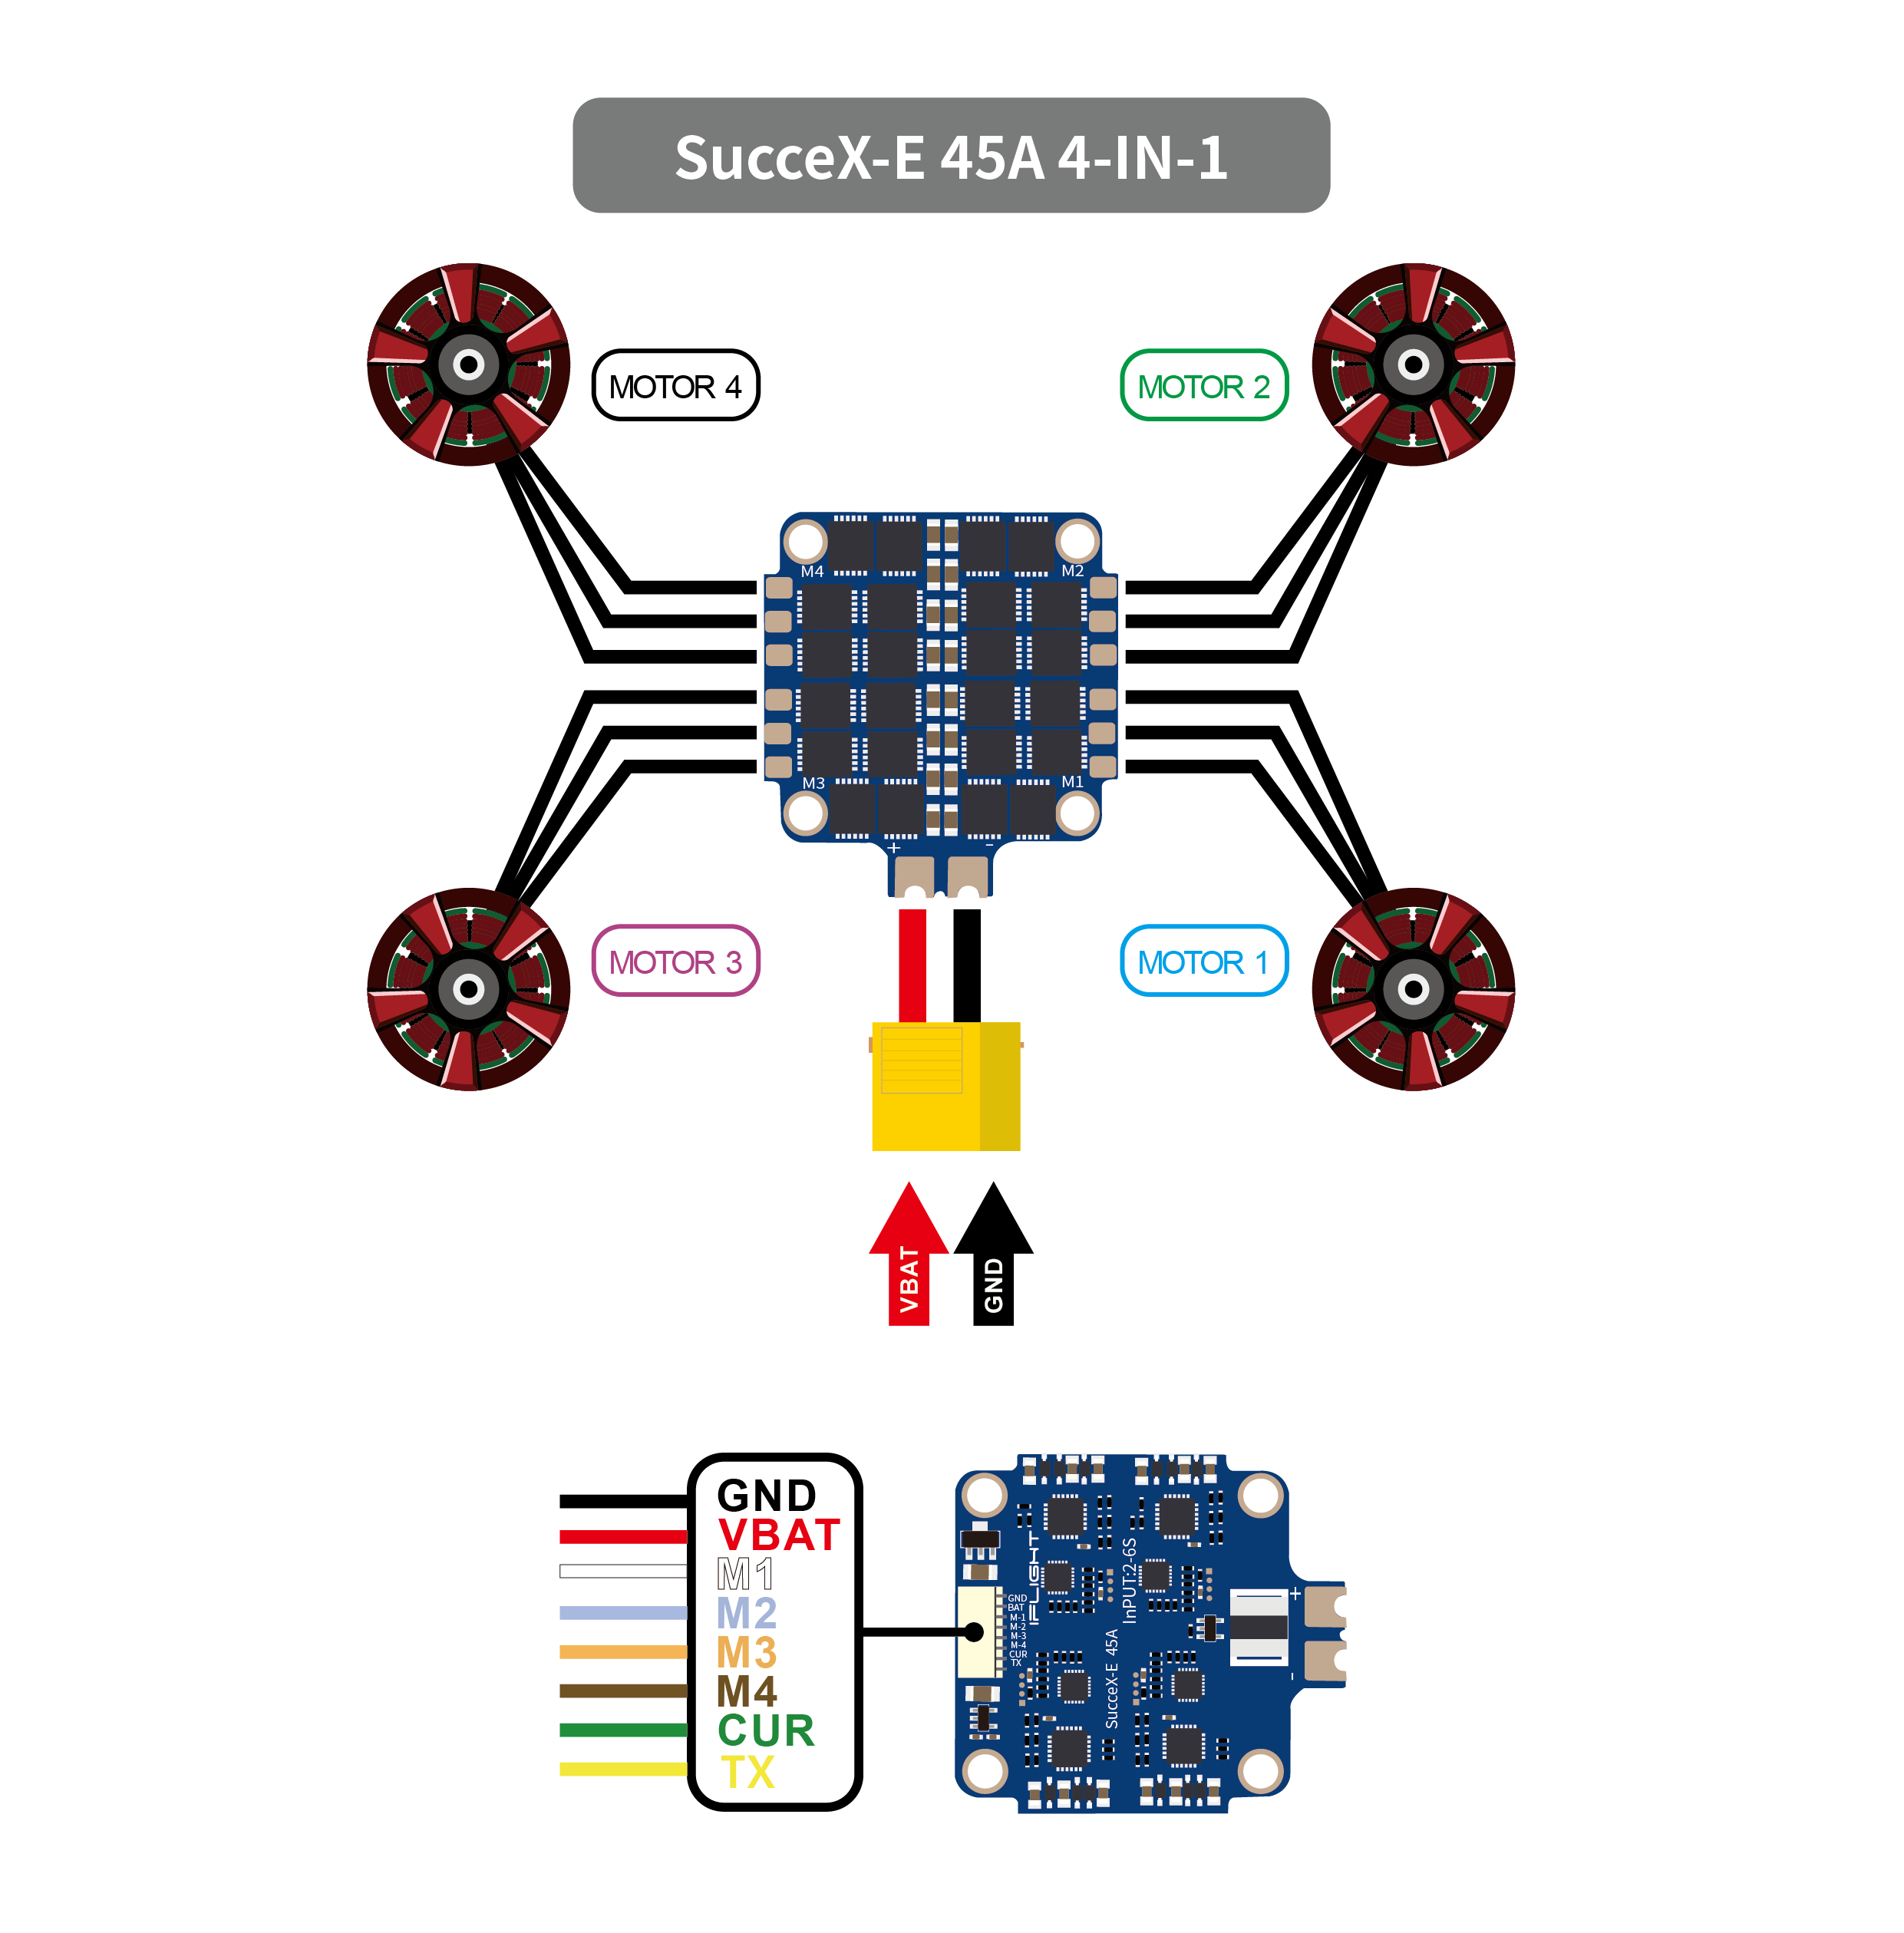 SucceX-E 45A 4-IN-1
MOTOR 4
MOTOR 2
M4
M2
M3
M1
+
-
MOTOR 3
MOTOR 1
VBAT
GND
GND
VBAT
M1
M2
M3
M4
CUR
TX
GND
BAT
M-1
M-2
M-3
M-4
CUR
TX
IFLIGHT
InPUT:2-6S
SucceX-E 45A
+
-